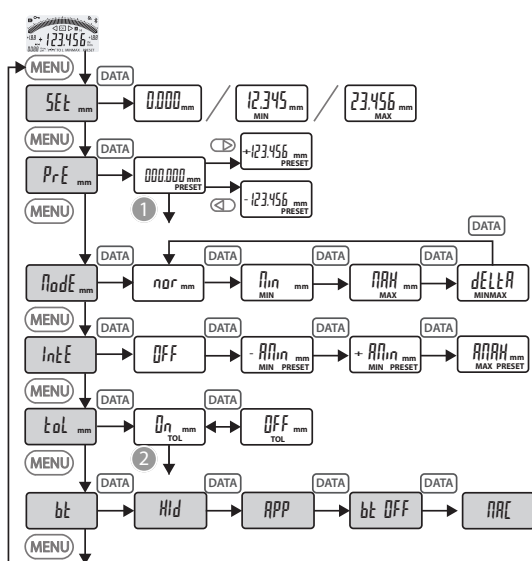 +123.456
MENU
DATA
SEt mm
0.000 mm
12.345 mm
MIN
23.456 mm
MAX
MENU
DATA
PrE mm
000.000 mm
PRESET
+123.456 mm
PRESET
-123.456 mm
PRESET
1
MENU
DATA
DATA
DATA
DATA
DATA
ModE mm
nor mm
Min mm
MIN
MAH mm
MAX
dELtA
MINMAX
MENU
DATA
DATA
DATA
DATA
IntE
OFF
- AMin mm
MIN PRESET
+ AMin mm
MIN PRESET
AMAH mm
MAX PRESET
MENU
DATA
DATA
toL mm
On mm
TOL
OFF mm
TOL
2
MENU
DATA
DATA
DATA
DATA
bt
HId
APP
bt OFF
MAC
MENU